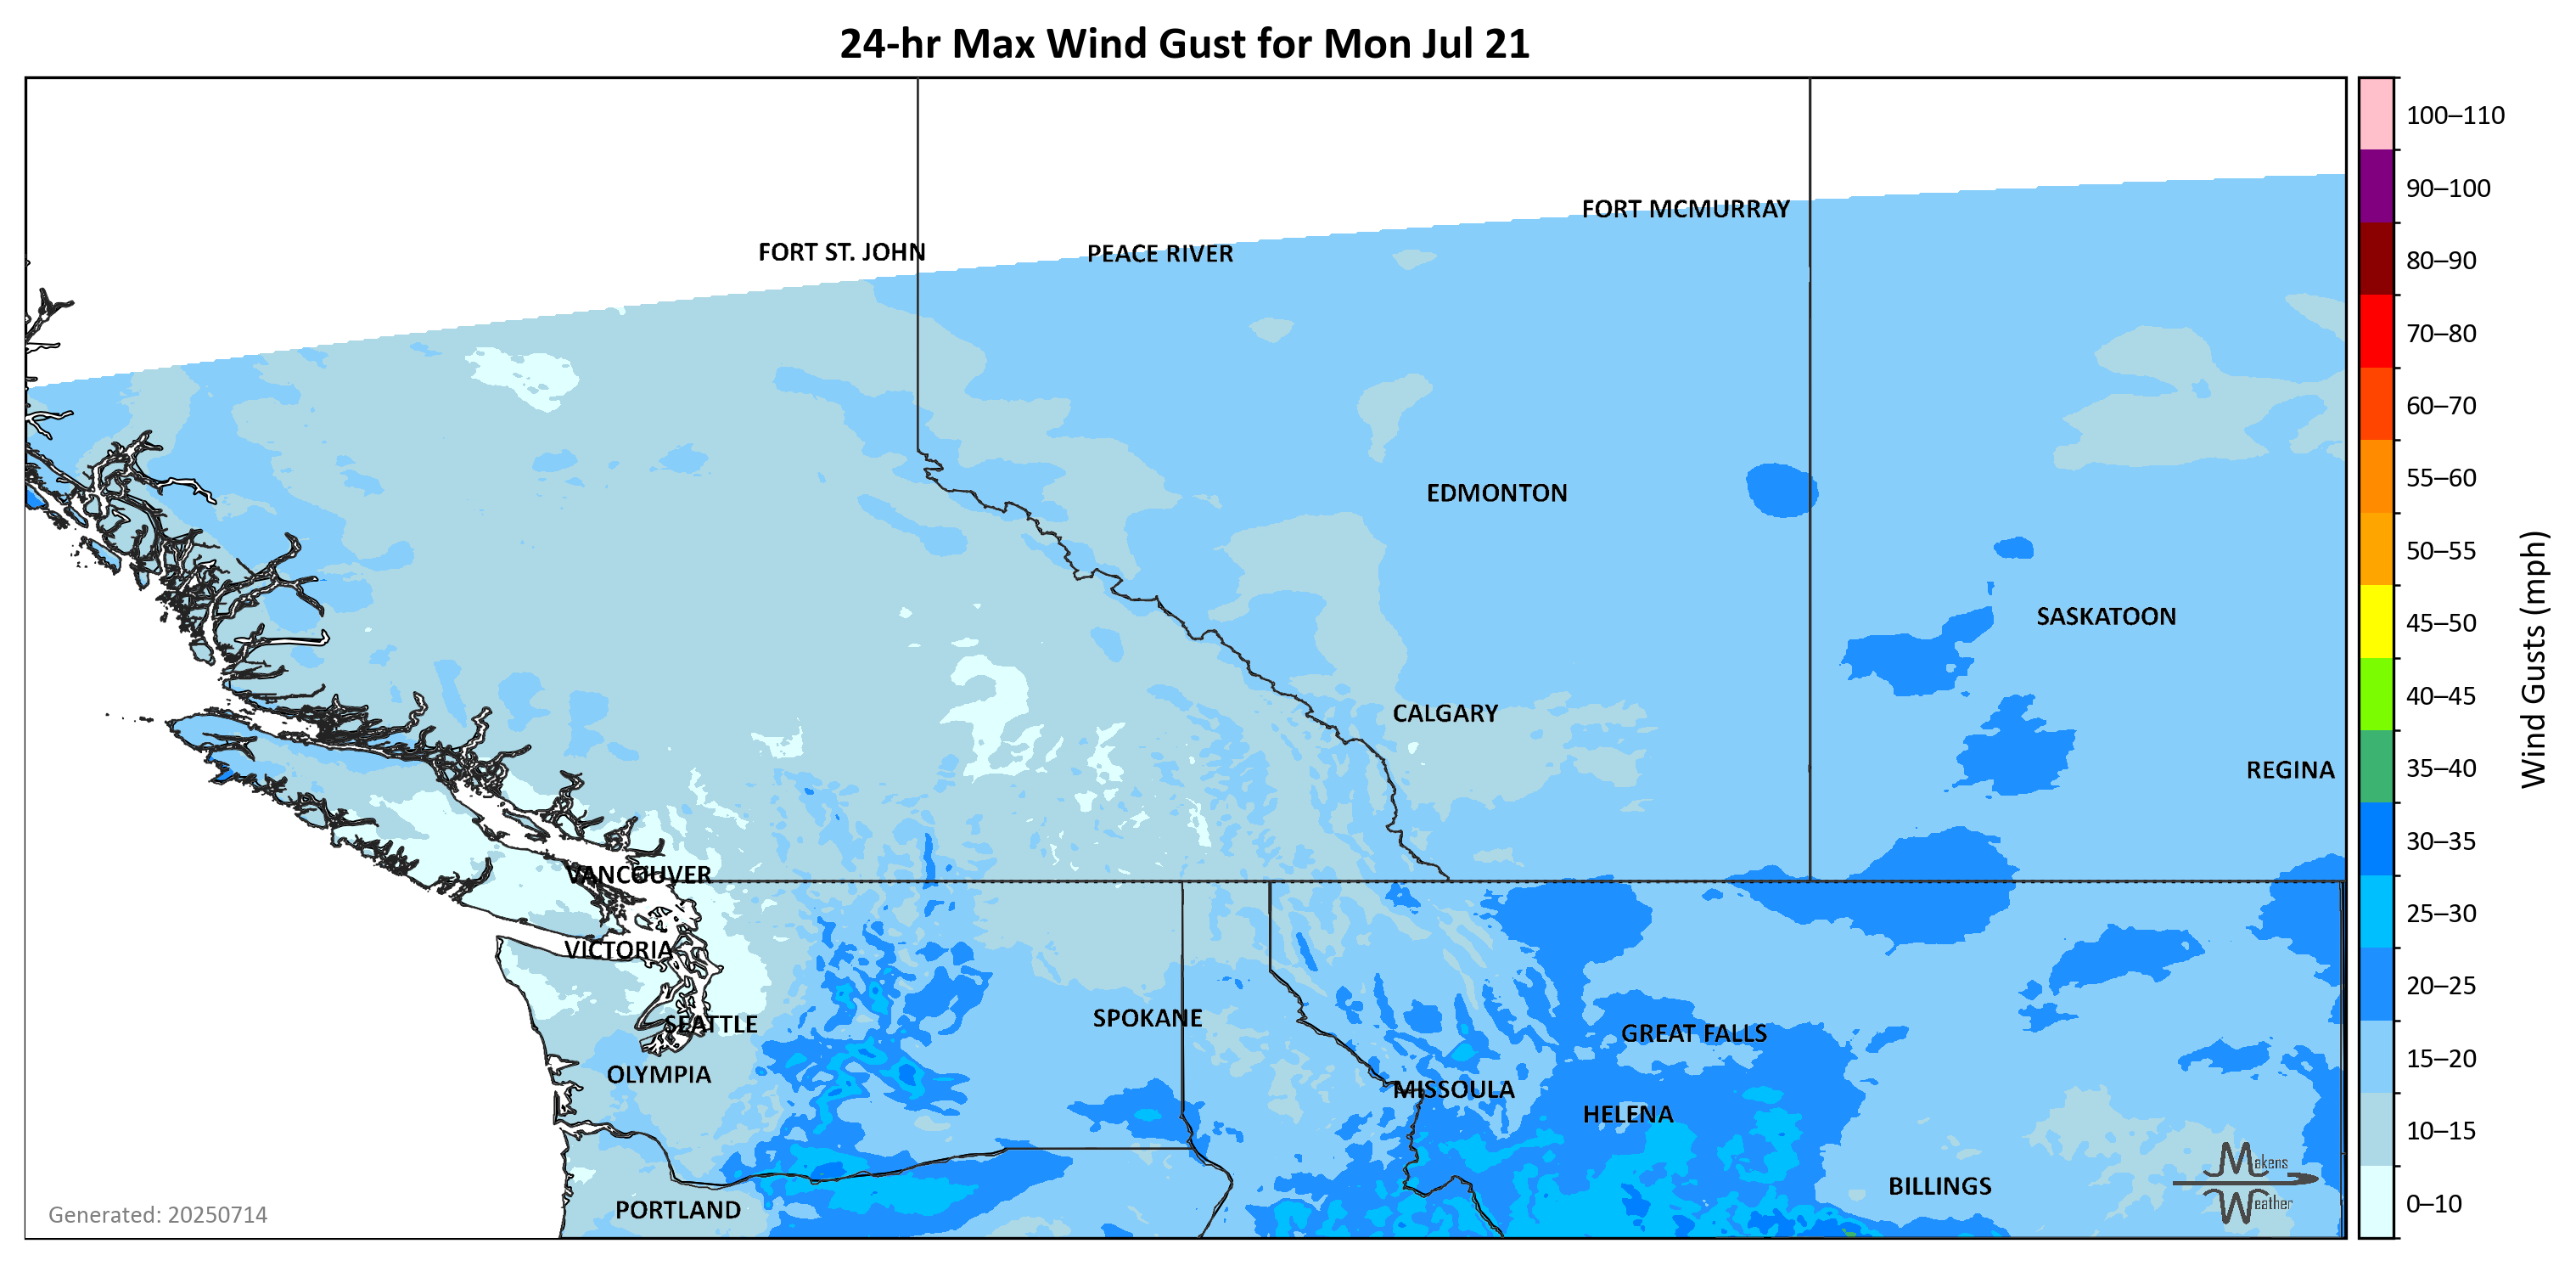 24-hr Max Wind Gust for Mon Jul 21
100–110
90–100
80–90
70–80
60–70
55–60
50–55
45–50
40–45
35–40
30–35
25–30
20–25
15–20
10–15
0–10
Wind Gusts (mph)
FORT MCMURRAY
FORT ST. JOHN
PEACE RIVER
EDMONTON
SASKATOON
CALGARY
REGINA
VANCOUVER
VICTORIA
SEATTLE
SPOKANE
GREAT FALLS
OLYMPIA
MISSOULA
HELENA
BILLINGS
PORTLAND
Makens
Weather
Generated: 20250714